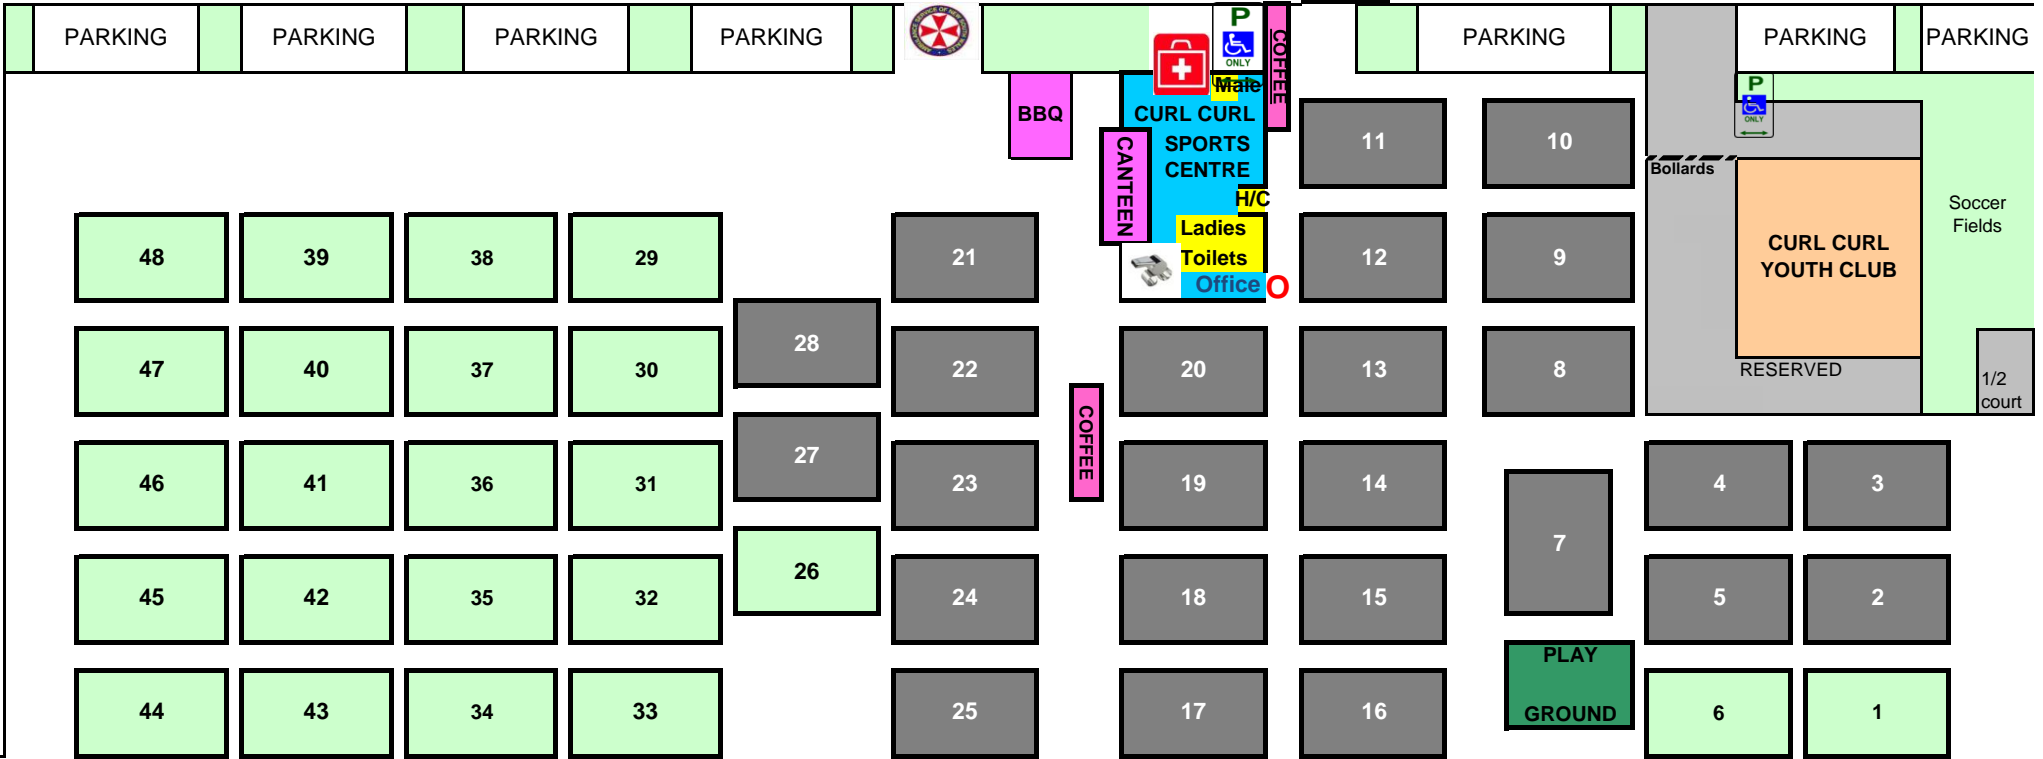 PARKING
PARKING
PARKING
PARKING
P
ONLY
COFFEE
PARKING
PARKING
PARKING
BBQ
Male
CURL CURL
SPORTS
CENTRE
CANTEEN
H/C
Ladies
Toilets
Office
O
11
10
P
ONLY
Bollards
Soccer
Fields
CURL CURL
YOUTH CLUB
RESERVED
1/2
court
48
39
38
29
21
12
9
28
47
40
37
30
22
20
13
8
COFFEE
27
46
41
36
31
23
19
14
4
3
7
26
45
42
35
32
24
18
15
5
2
PLAY
GROUND
44
43
34
33
25
17
16
6
1